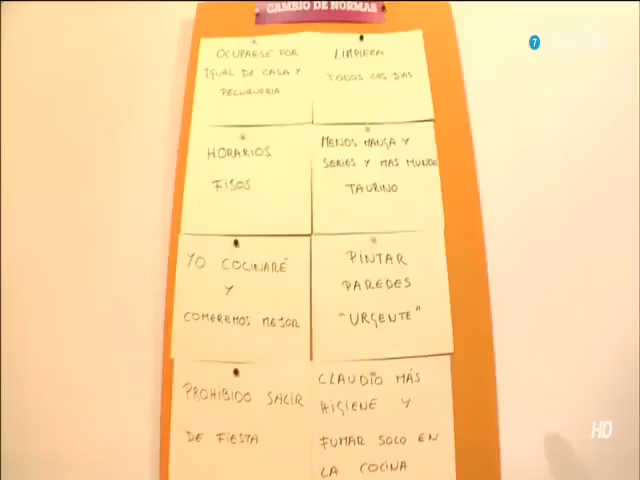 CAMBIO DE NORMAS
7
OCUPARSE POR
IGUAL DE CASA Y
PELUQUERIA
LIMPIEZA
TODOS LOS DIAS
HORARIOS
FIJOS
MENOS MANGA Y
SERIES Y MAS MUNDO
TAURINO
YO COCINARÉ
Y
COMEREMOS MEJOR
PINTAR
PAREDES
"URGENTE"
PROHIBIDO SALIR
DE FIESTA
CLAUDIO MÁS
HIGIENE Y
FUMAR SOLO EN
LA COCINA
HD